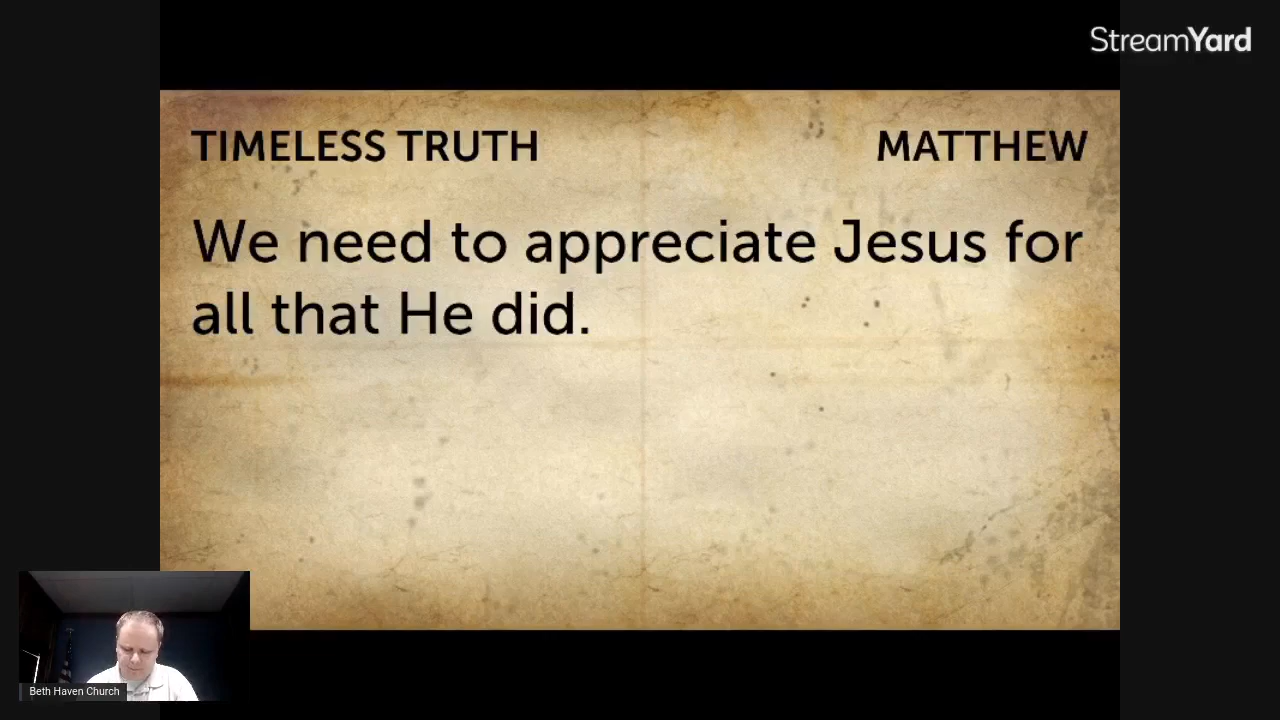 StreamYard
TIMELESS TRUTH
MATTHEW
We need to appreciate Jesus for
all that He did.
Beth Haven Church